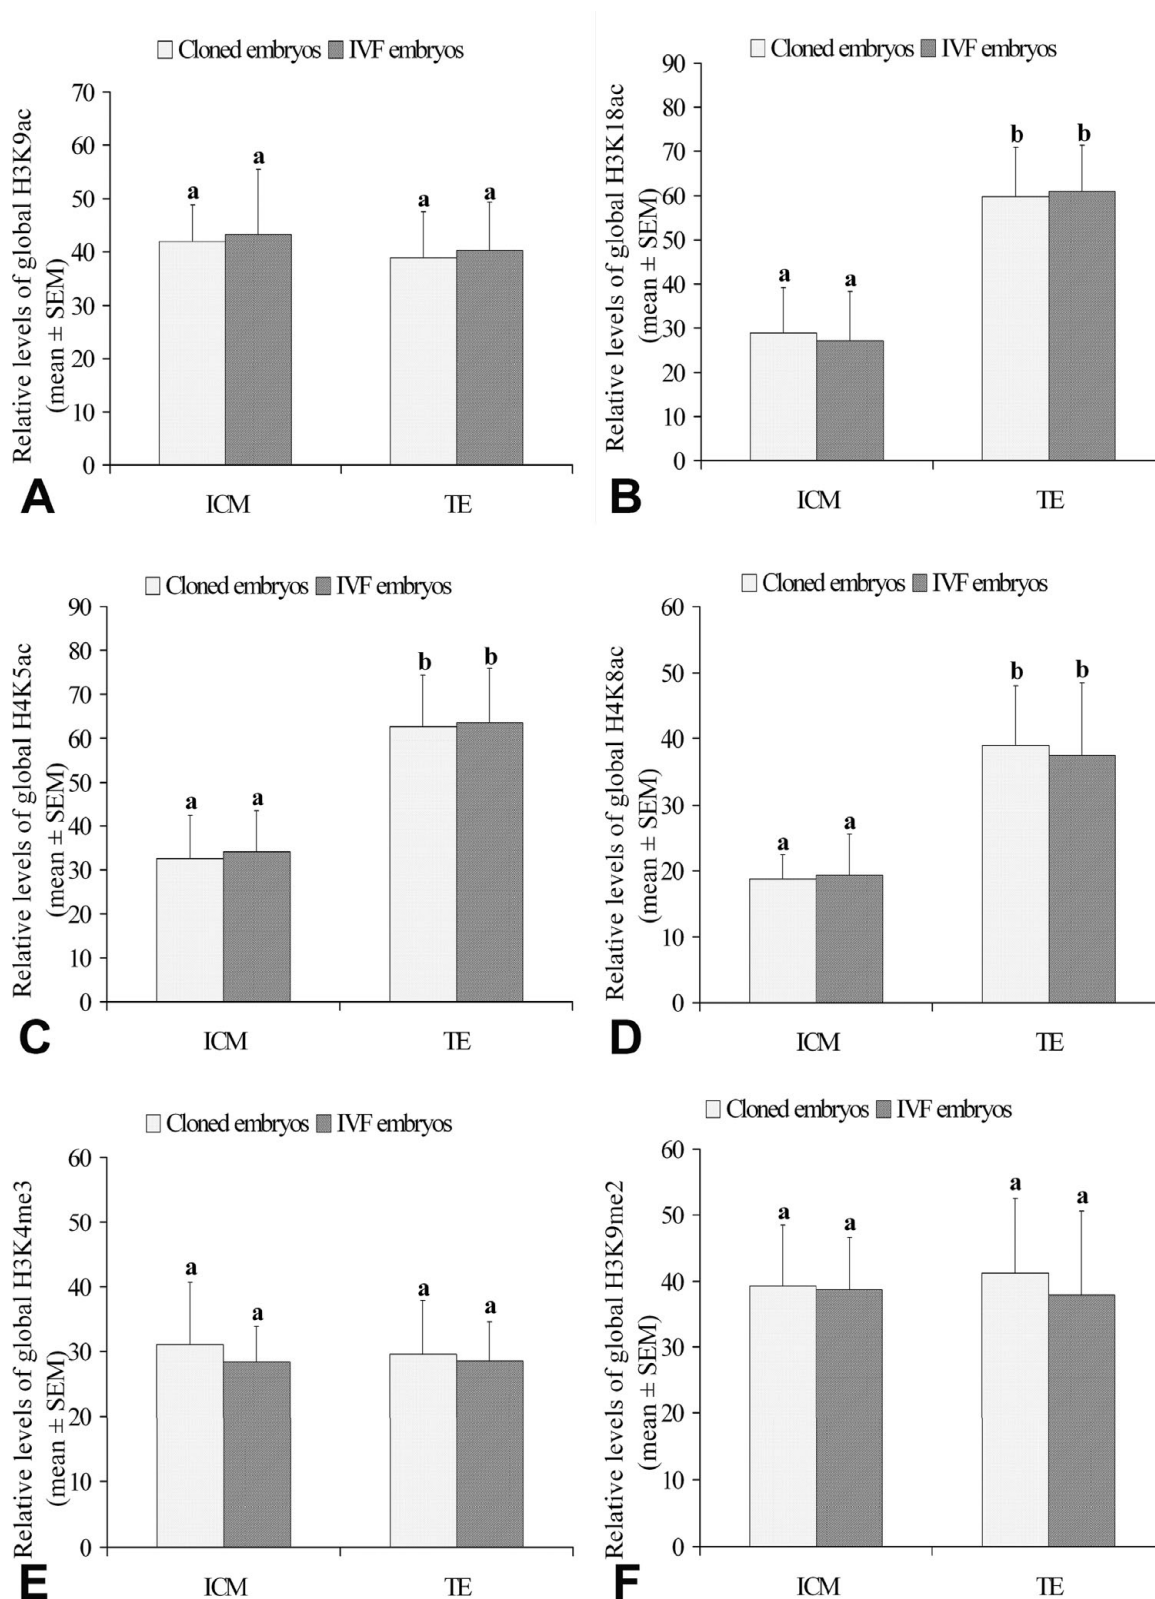 Cloned embryos IVF embryos
Relative levels of global H3K9ac
(mean ± SEM)
70
60
50
40
30
20
10
0
a
a
a
a
ICM
TE
A
Cloned embryos IVF embryos
Relative levels of global H3K18ac
(mean ± SEM)
90
80
70
60
50
40
30
20
10
0
a
a
b
b
ICM
TE
B
Cloned embryos IVF embryos
Relative levels of global H4K5ac
(mean ± SEM)
90
80
70
60
50
40
30
20
10
0
a
a
b
b
ICM
TE
C
Cloned embryos IVF embryos
Relative levels of global H4K8ac
(mean ± SEM)
60
50
40
30
20
10
0
a
a
b
b
ICM
TE
D
Cloned embryos IVF embryos
Relative levels of global H3K4me3
(mean ± SEM)
60
50
40
30
20
10
0
a
a
a
a
ICM
TE
E
Cloned embryos IVF embryos
Relative levels of global H3K9me2
(mean ± SEM)
60
50
40
30
20
10
0
a
a
a
a
ICM
TE
F